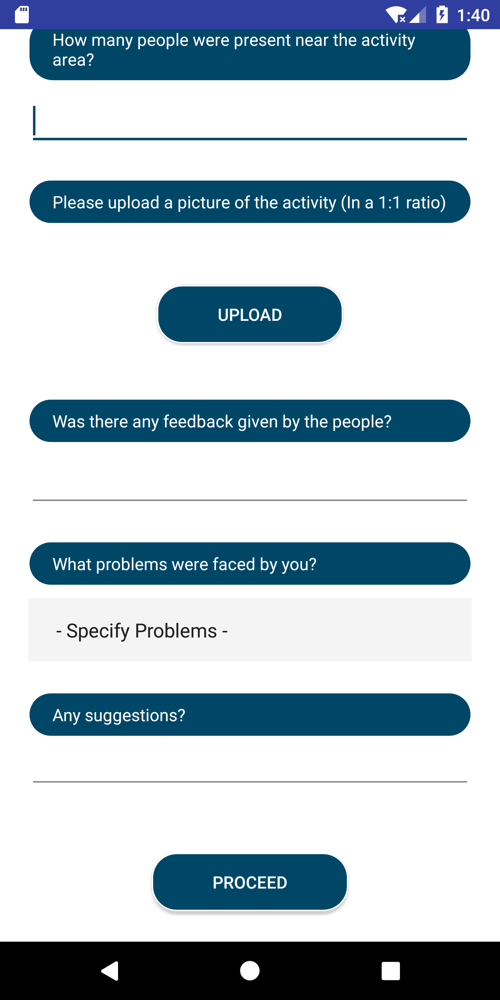 1:40
How many people were present near the activity
area?
Please upload a picture of the activity (In a 1:1 ratio)
UPLOAD
Was there any feedback given by the people?
What problems were faced by you?
- Specify Problems -
Any suggestions?
PROCEED